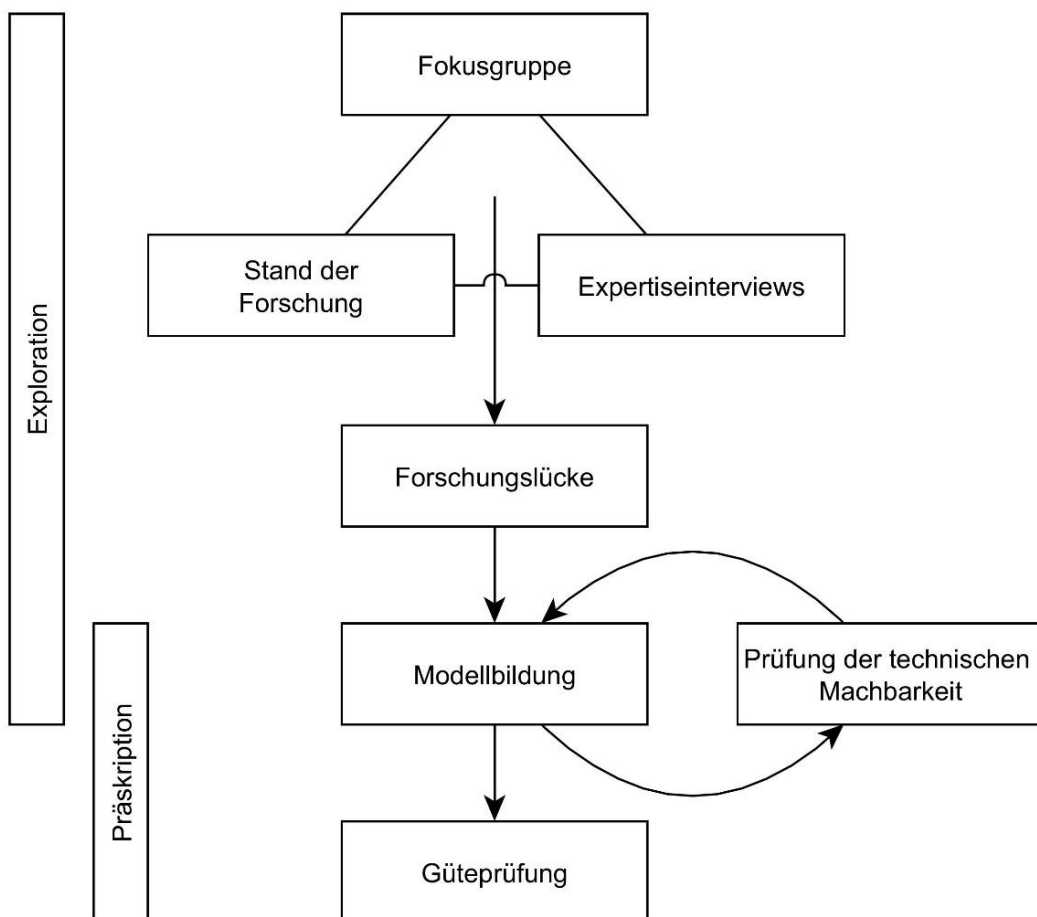 Fokusgruppe
Stand der
Forschung
Expertiseinterviews
Exploration
Forschungslücke
Modellbildung
Prüfung der technischen
Machbarkeit
Präskription
Güteprüfung